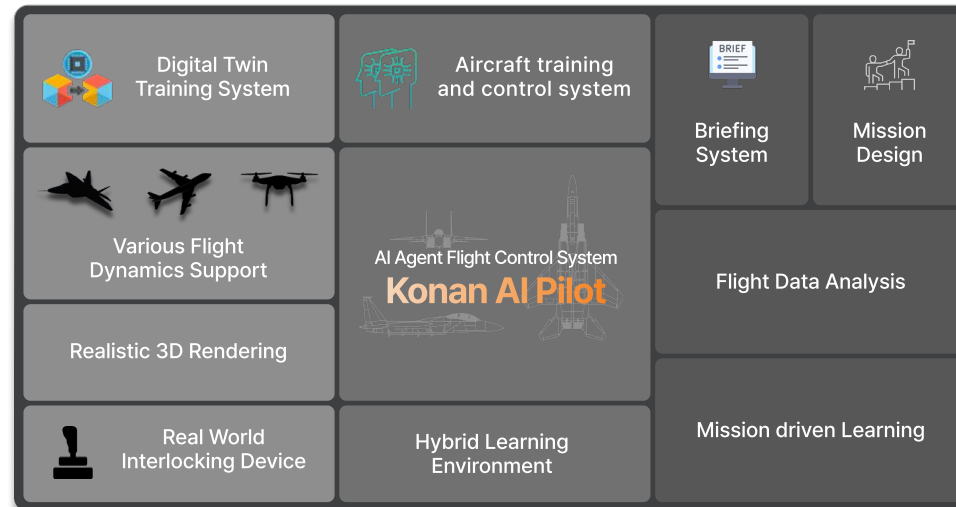 Digital Twin
Training System
Aircraft training
and control system
BRIEF
Briefing
System
Mission
Design
Various Flight
Dynamics Support
AI Agent Flight Control System
Konan AI Pilot
Flight Data Analysis
Realistic 3D Rendering
Real World
Interlocking Device
Hybrid Learning
Environment
Mission driven Learning